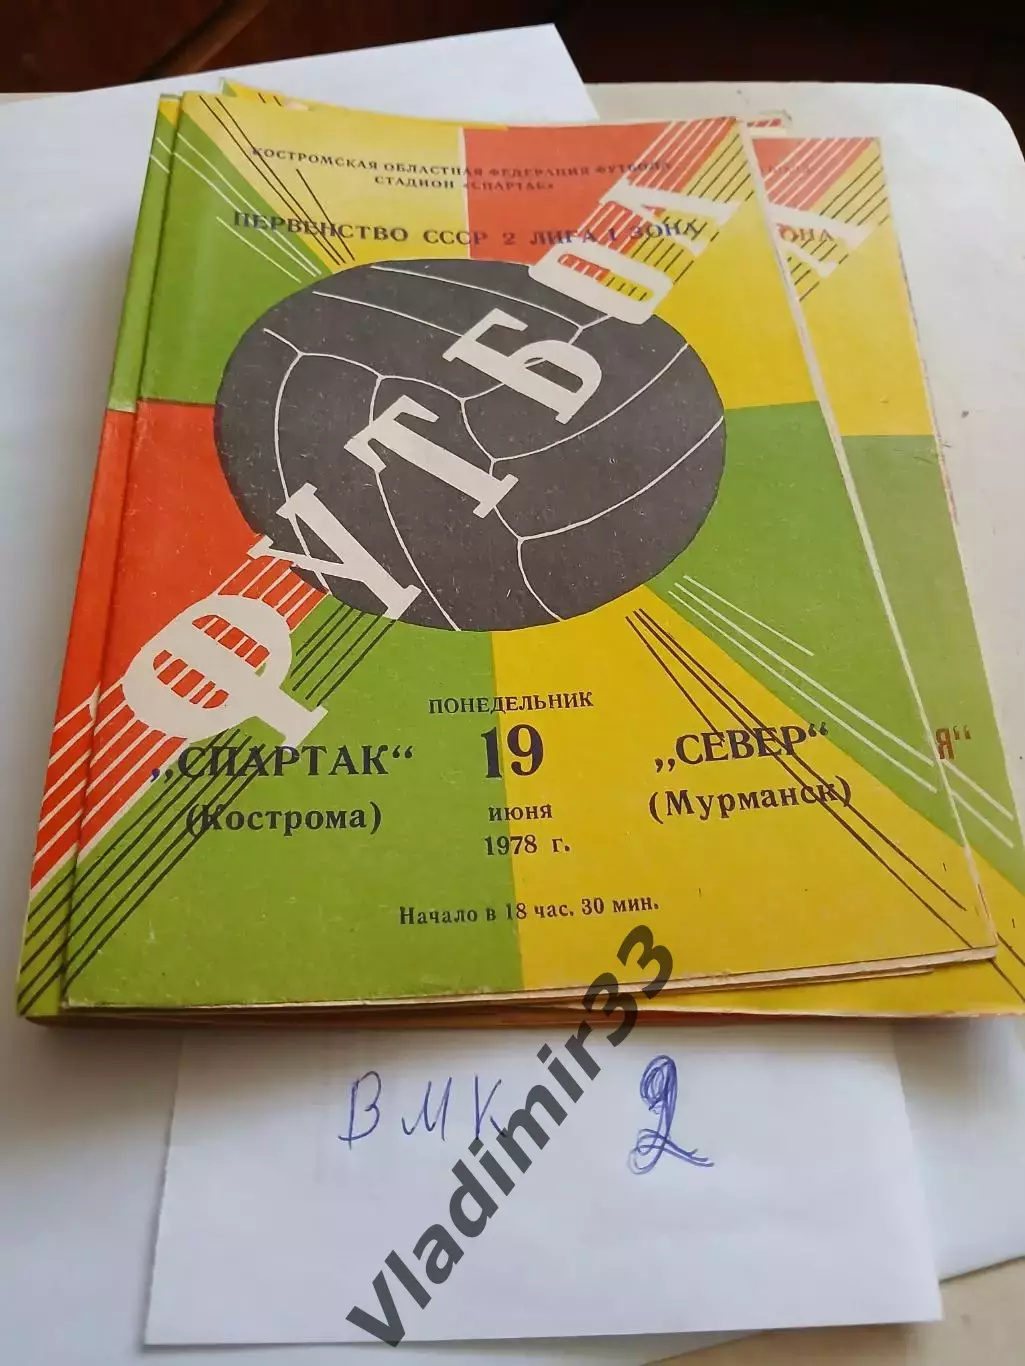 КОСТРОМСКАЯ ОБЛАСТНАЯ ФЕДЕРАЦИЯ ФУТБОЛА
СТАДИОН «СПАРТАК»
ПЕРВЕНСТВО СССР 2 ЛИГА 1 ЗОНА
ЗОНА
ФУТБОЛ
ПОНЕДЕЛЬНИК
„СПАРТАК“ 19 „СЕВЕР“
Я“
(Кострома) июня (Мурманск)
1978 г.
Начало в 18 час. 30 мин.
ВМК 2
Vladimir33